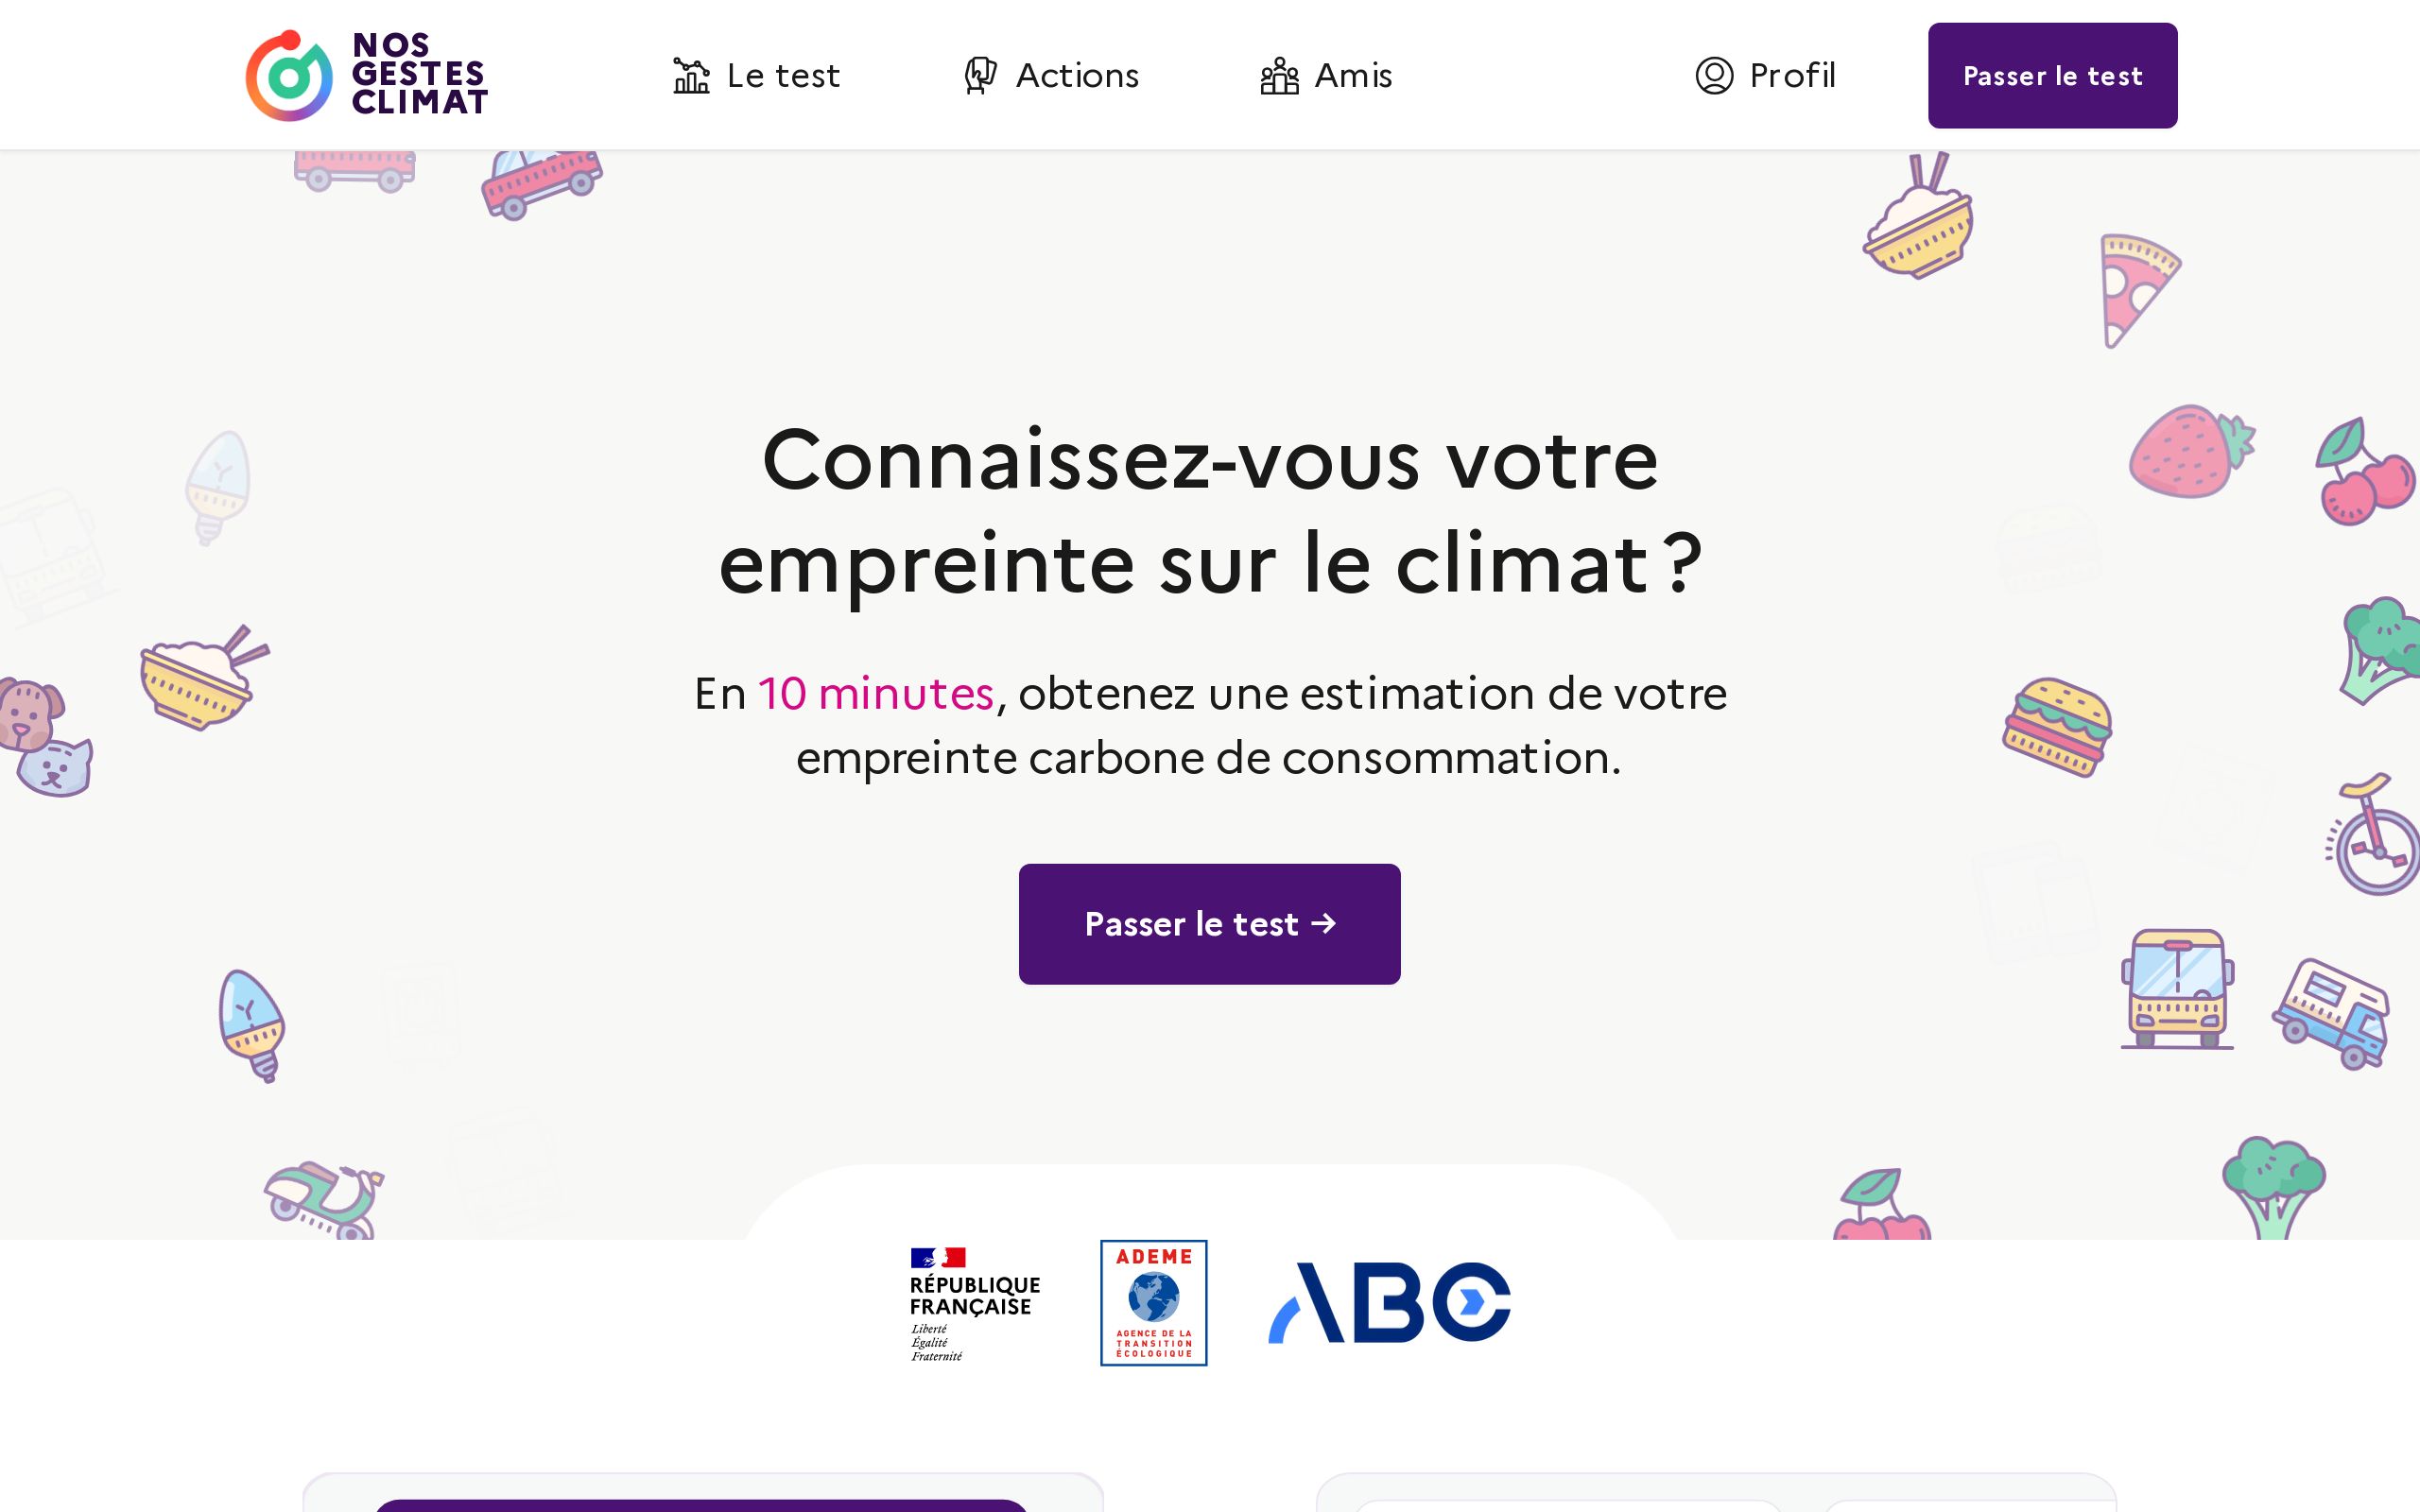 NOS
GESTES
CLIMAT
Le test
Actions
Amis
Profil
Passer le test
Connaissez-vous votre
empreinte sur le climat ?
En 10 minutes, obtenez une estimation de votre
empreinte carbone de consommation.
Passer le test →
RÉPUBLIQUE
FRANÇAISE
Liberté
Égalité
Fraternité
ADEME
AGENCE DE LA
TRANSITION
ÉCOLOGIQUE
ABC